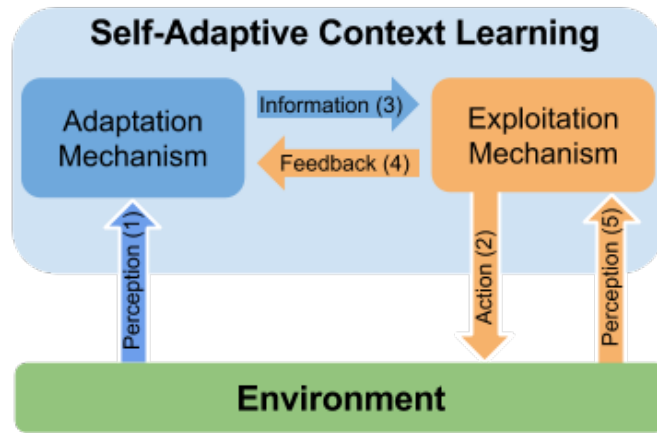 Self-Adaptive Context Learning
Adaptation
Mechanism
Information (3)
Feedback (4)
Exploitation
Mechanism
Perception (1)
Action (2)
Perception (5)
Environment